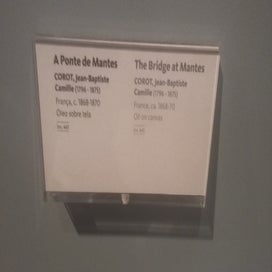 A Ponte de Mantes
COROT, Jean-Baptiste
Camille (1796 - 1875)
França, c. 1868-1870
Óleo sobre tela
The Bridge at Mantes
COROT, Jean-Baptiste
Camille (1796 - 1875)
France, ca. 1868-70
Oil on canvas